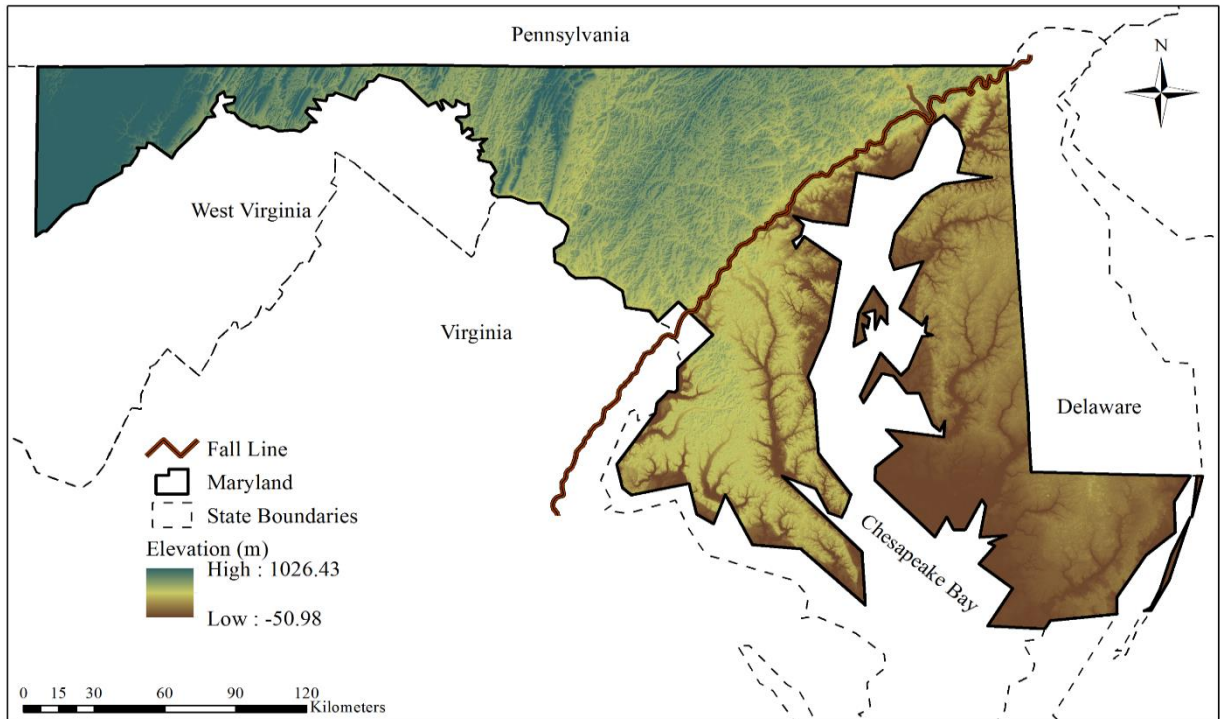 Pennsylvania
N
West Virginia
Virginia
Delaware
Chesapeake Bay
Fall Line
Maryland
State Boundaries
Elevation (m)
High : 1026.43
Low : -50.98
0 15 30 60 90 120
Kilometers